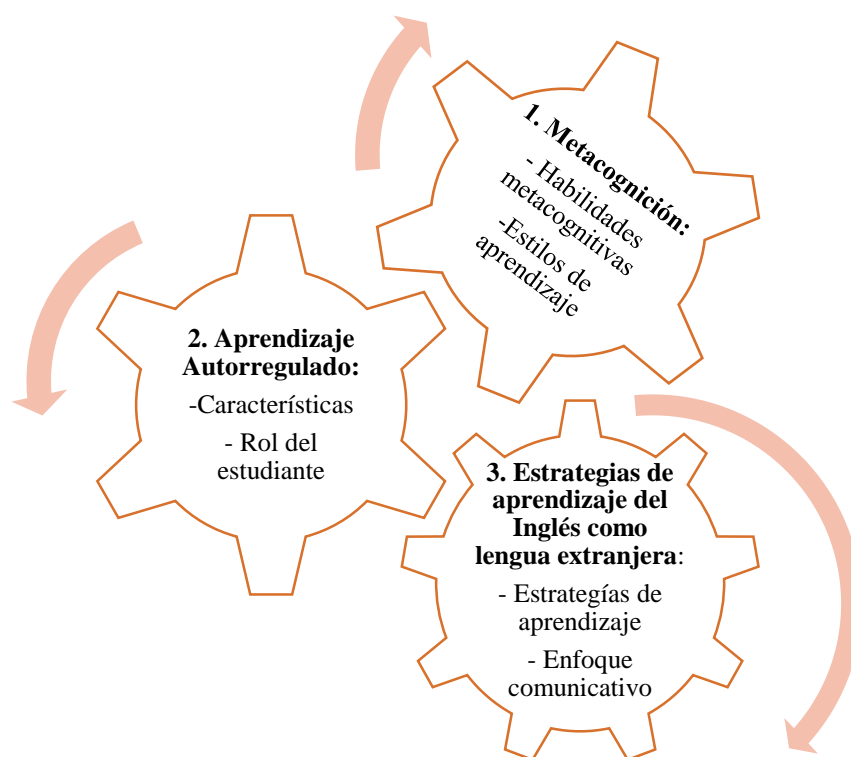 1. Metacognición:
- Habilidades
metacognitivas
-Estilos de
aprendizaje
2. Aprendizaje
Autorregulado:
-Características
- Rol del
estudiante
3. Estrategias de
aprendizaje del
Inglés como
lengua extranjera:
- Estrategías de
aprendizaje
- Enfoque
comunicativo